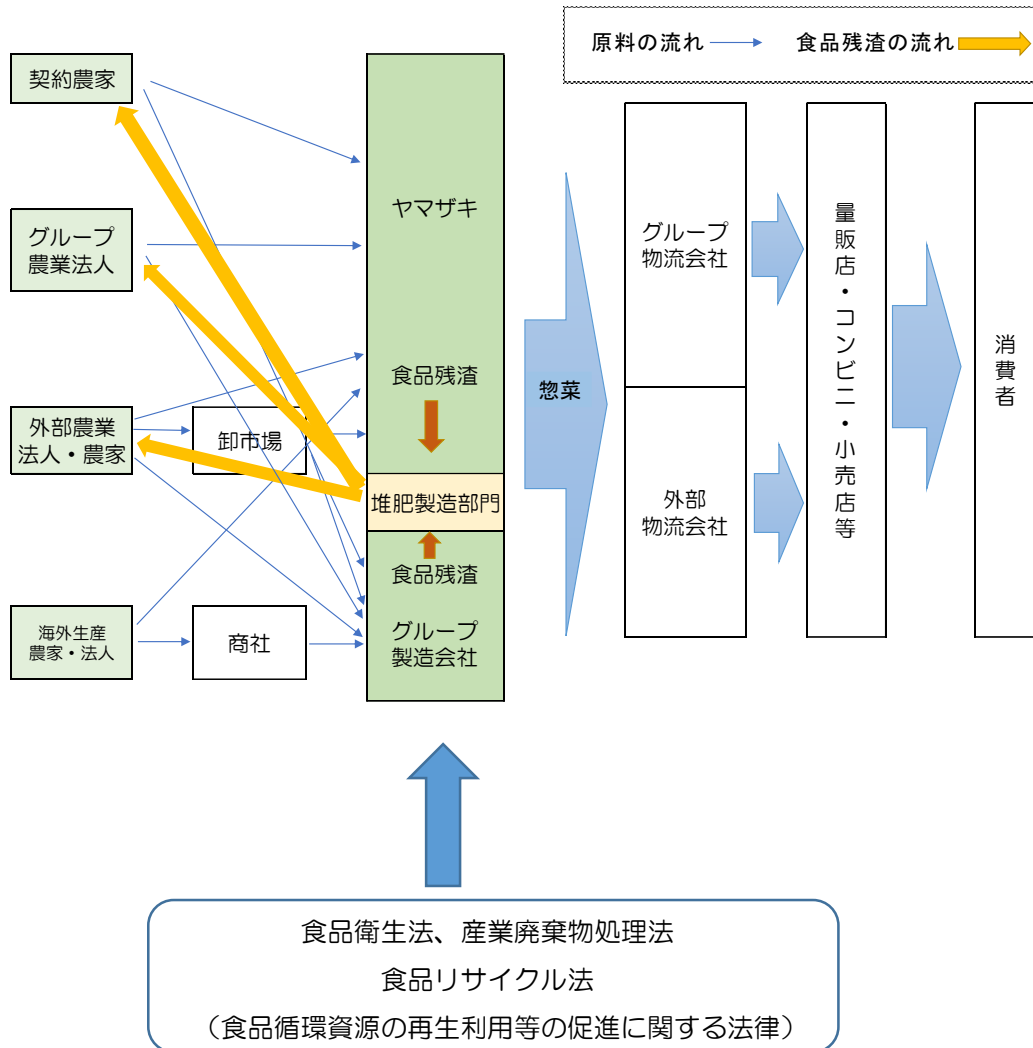 原料の流れ
食品残渣の流れ
契約農家
グループ
農業法人
外部農業
法人・農家
卸市場
海外生産
農家・法人
商社
ヤマザキ
食品残渣
堆肥製造部門
食品残渣
グループ
製造会社
惣菜
グループ
物流会社
外部
物流会社
量販店・コンビニ・小売店等
消費者
食品衛生法、産業廃棄物処理法
食品リサイクル法
（食品循環資源の再生利用等の促進に関する法律）